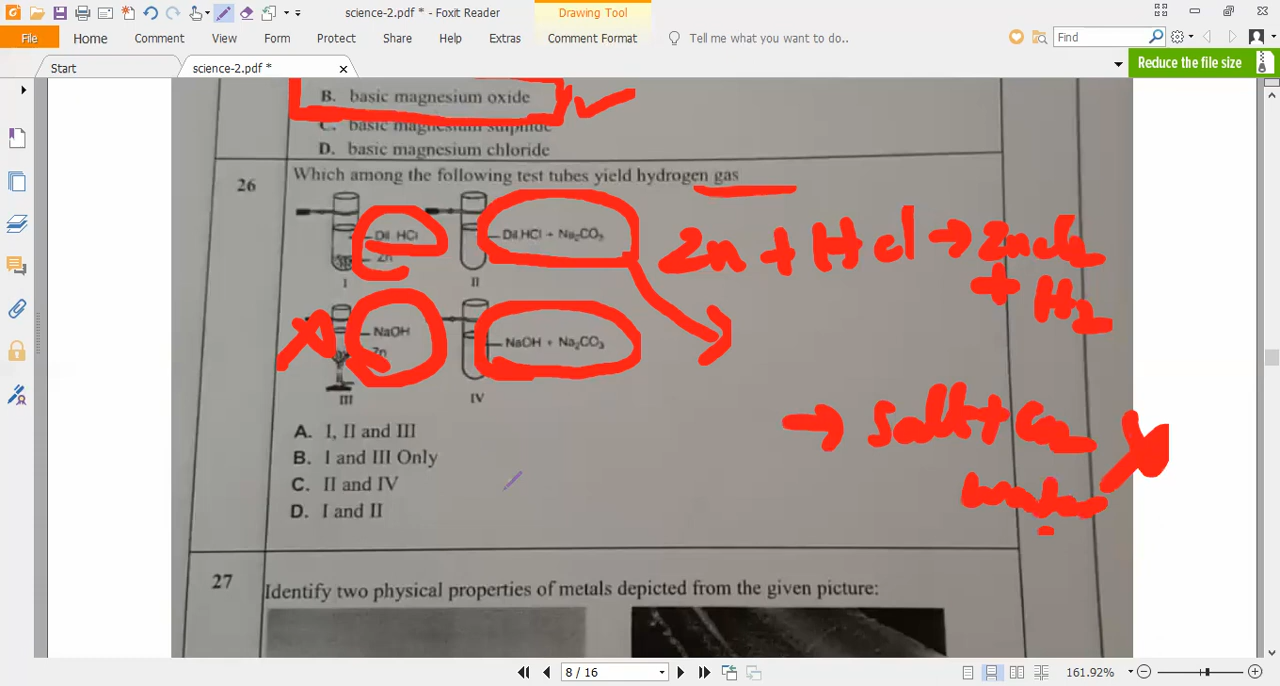 science-2.pdf * - Foxit Reader
Drawing Tool
File Home Comment View Form Protect Share Help Extras Comment Format Tell me what you want to do.. Find
Start science-2.pdf * Reduce the file size
B. basic magnesium oxide
C. basic magnesium sulphide
D. basic magnesium chloride
26 Which among the following test tubes yield hydrogen gas
Dil HCl
Zn
I
Dil.HCl + Na₂CO₃
II
Zn + HCl → ZnCl₂
+ H₂
NaOH
Zn
III
NaOH + Na₂CO₃
IV
→ Salt + CO₂
water
A. I, II and III
B. I and III Only
C. II and IV
D. I and II
27 Identify two physical properties of metals depicted from the given picture:
8 / 16
161.92%